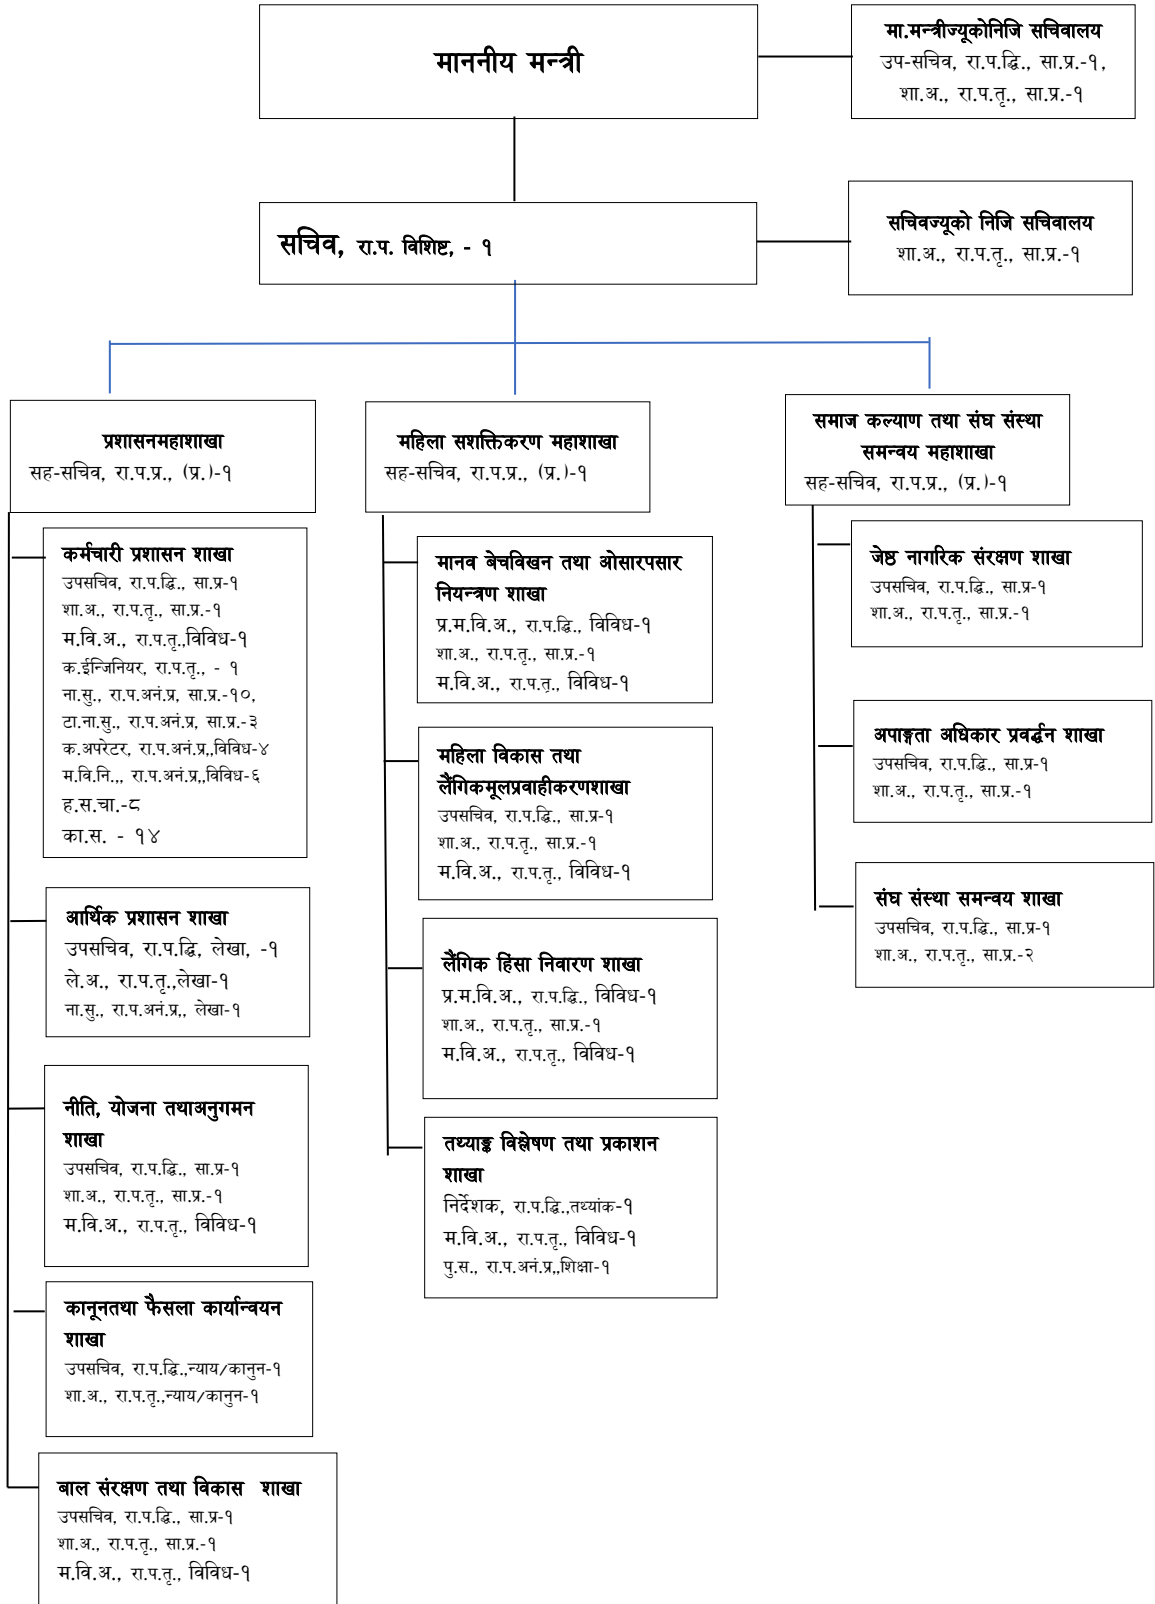 माननीय मन्त्री
मा.मन्त्रीज्यूकोनिजि सचिवालय
उप-सचिव, रा.प.द्वि., सा.प्र.-१,
शा.अ., रा.प.तृ., सा.प्र.-१
सचिव, रा.प. विशिष्ट, - १
सचिवज्यूको निजि सचिवालय
शा.अ., रा.प.तृ., सा.प्र.-१
प्रशासनमहाशाखा
सह-सचिव, रा.प.प्र., (प्र.)-१
कर्मचारी प्रशासन शाखा
उपसचिव, रा.प.द्वि., सा.प्र-१
शा.अ., रा.प.तृ., सा.प्र.-१
म.वि.अ., रा.प.तृ.,विविध-१
क.ईन्जिनियर, रा.प.तृ., - १
ना.सु., रा.प.अनं.प्र, सा.प्र.-१०,
टा.ना.सु., रा.प.अनं.प्र, सा.प्र.-३
क.अपरेटर, रा.प.अनं.प्र,,विविध-४
म.वि.नि.,, रा.प.अनं.प्र,,विविध-६
ह.स.चा.-८
का.स. - १४
आर्थिक प्रशासन शाखा
उपसचिव, रा.प.द्वि, लेखा, -१
ले.अ., रा.प.तृ.,लेखा-१
ना.सु., रा.प.अनं.प्र,, लेखा-१
नीति, योजना तथाअनुगमन
शाखा
उपसचिव, रा.प.द्वि., सा.प्र-१
शा.अ., रा.प.तृ., सा.प्र.-१
म.वि.अ., रा.प.तृ., विविध-१
कानूनतथा फैसला कार्यान्वयन
शाखा
उपसचिव, रा.प.द्वि.,न्याय/कानुन-१
शा.अ., रा.प.तृ.,न्याय/कानुन-१
बाल संरक्षण तथा विकास शाखा
उपसचिव, रा.प.द्वि., सा.प्र-१
शा.अ., रा.प.तृ., सा.प्र.-१
म.वि.अ., रा.प.तृ., विविध-१
महिला सशक्तिकरण महाशाखा
सह-सचिव, रा.प.प्र., (प्र.)-१
मानव बेचविखन तथा ओसारपसार
नियन्त्रण शाखा
प्र.म.वि.अ., रा.प.द्वि., विविध-१
शा.अ., रा.प.तृ., सा.प्र.-१
म.वि.अ., रा.प.तृ., विविध-१
महिला विकास तथा
लैंगिकमूलप्रवाहीकरणशाखा
उपसचिव, रा.प.द्वि., सा.प्र-१
शा.अ., रा.प.तृ., सा.प्र.-१
म.वि.अ., रा.प.तृ., विविध-१
लैंगिक हिंसा निवारण शाखा
प्र.म.वि.अ., रा.प.द्वि., विविध-१
शा.अ., रा.प.तृ., सा.प्र.-१
म.वि.अ., रा.प.तृ., विविध-१
तथ्याङ्क विश्लेषण तथा प्रकाशन
शाखा
निर्देशक, रा.प.द्वि.,तथ्यांक-१
म.वि.अ., रा.प.तृ., विविध-१
पु.स., रा.प.अनं.प्र,,शिक्षा-१
समाज कल्याण तथा संघ संस्था
समन्वय महाशाखा
सह-सचिव, रा.प.प्र., (प्र.)-१
जेष्ठ नागरिक संरक्षण शाखा
उपसचिव, रा.प.द्वि., सा.प्र-१
शा.अ., रा.प.तृ., सा.प्र.-१
अपाङ्गता अधिकार प्रवर्द्धन शाखा
उपसचिव, रा.प.द्वि., सा.प्र-१
शा.अ., रा.प.तृ., सा.प्र.-१
संघ संस्था समन्वय शाखा
उपसचिव, रा.प.द्वि., सा.प्र-१
शा.अ., रा.प.तृ., सा.प्र.-२